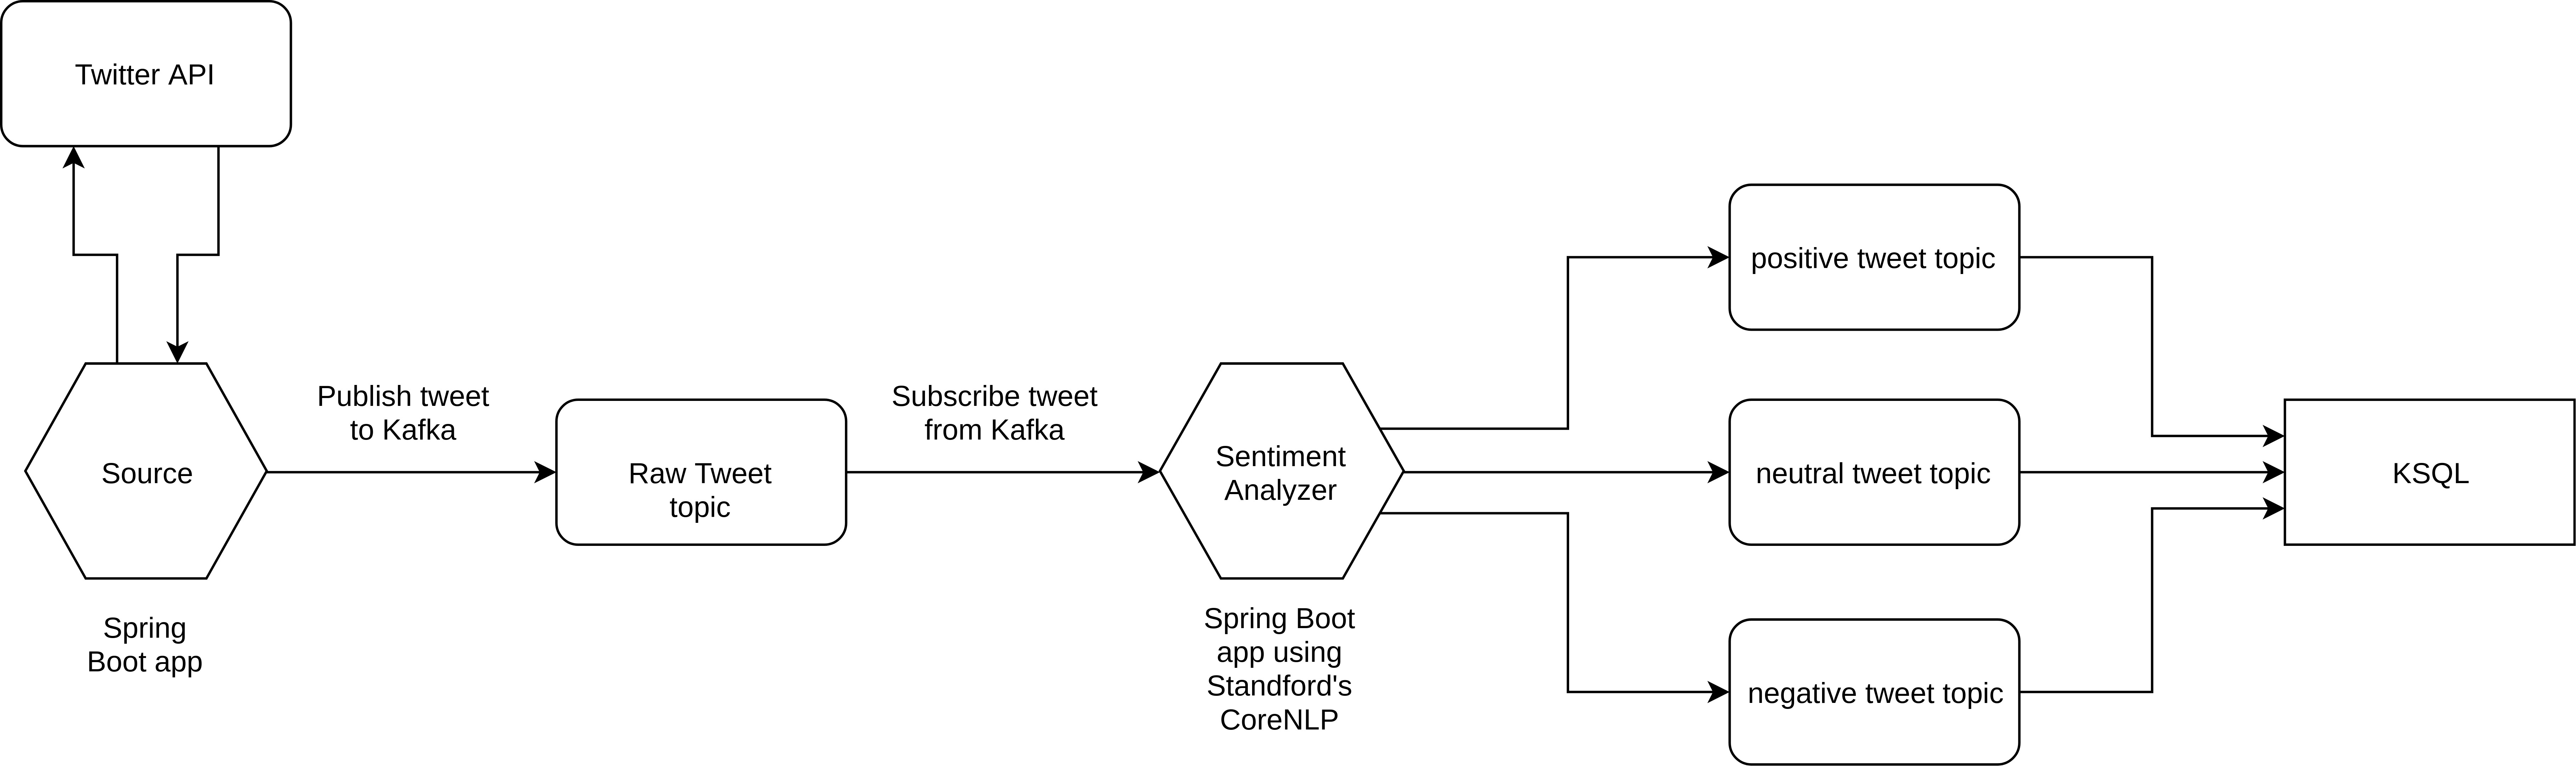 Twitter API
Source
Spring
Boot app
Publish tweet
to Kafka
Raw Tweet
topic
Subscribe tweet
from Kafka
Sentiment
Analyzer
Spring Boot
app using
Standford's
CoreNLP
positive tweet topic
neutral tweet topic
negative tweet topic
KSQL